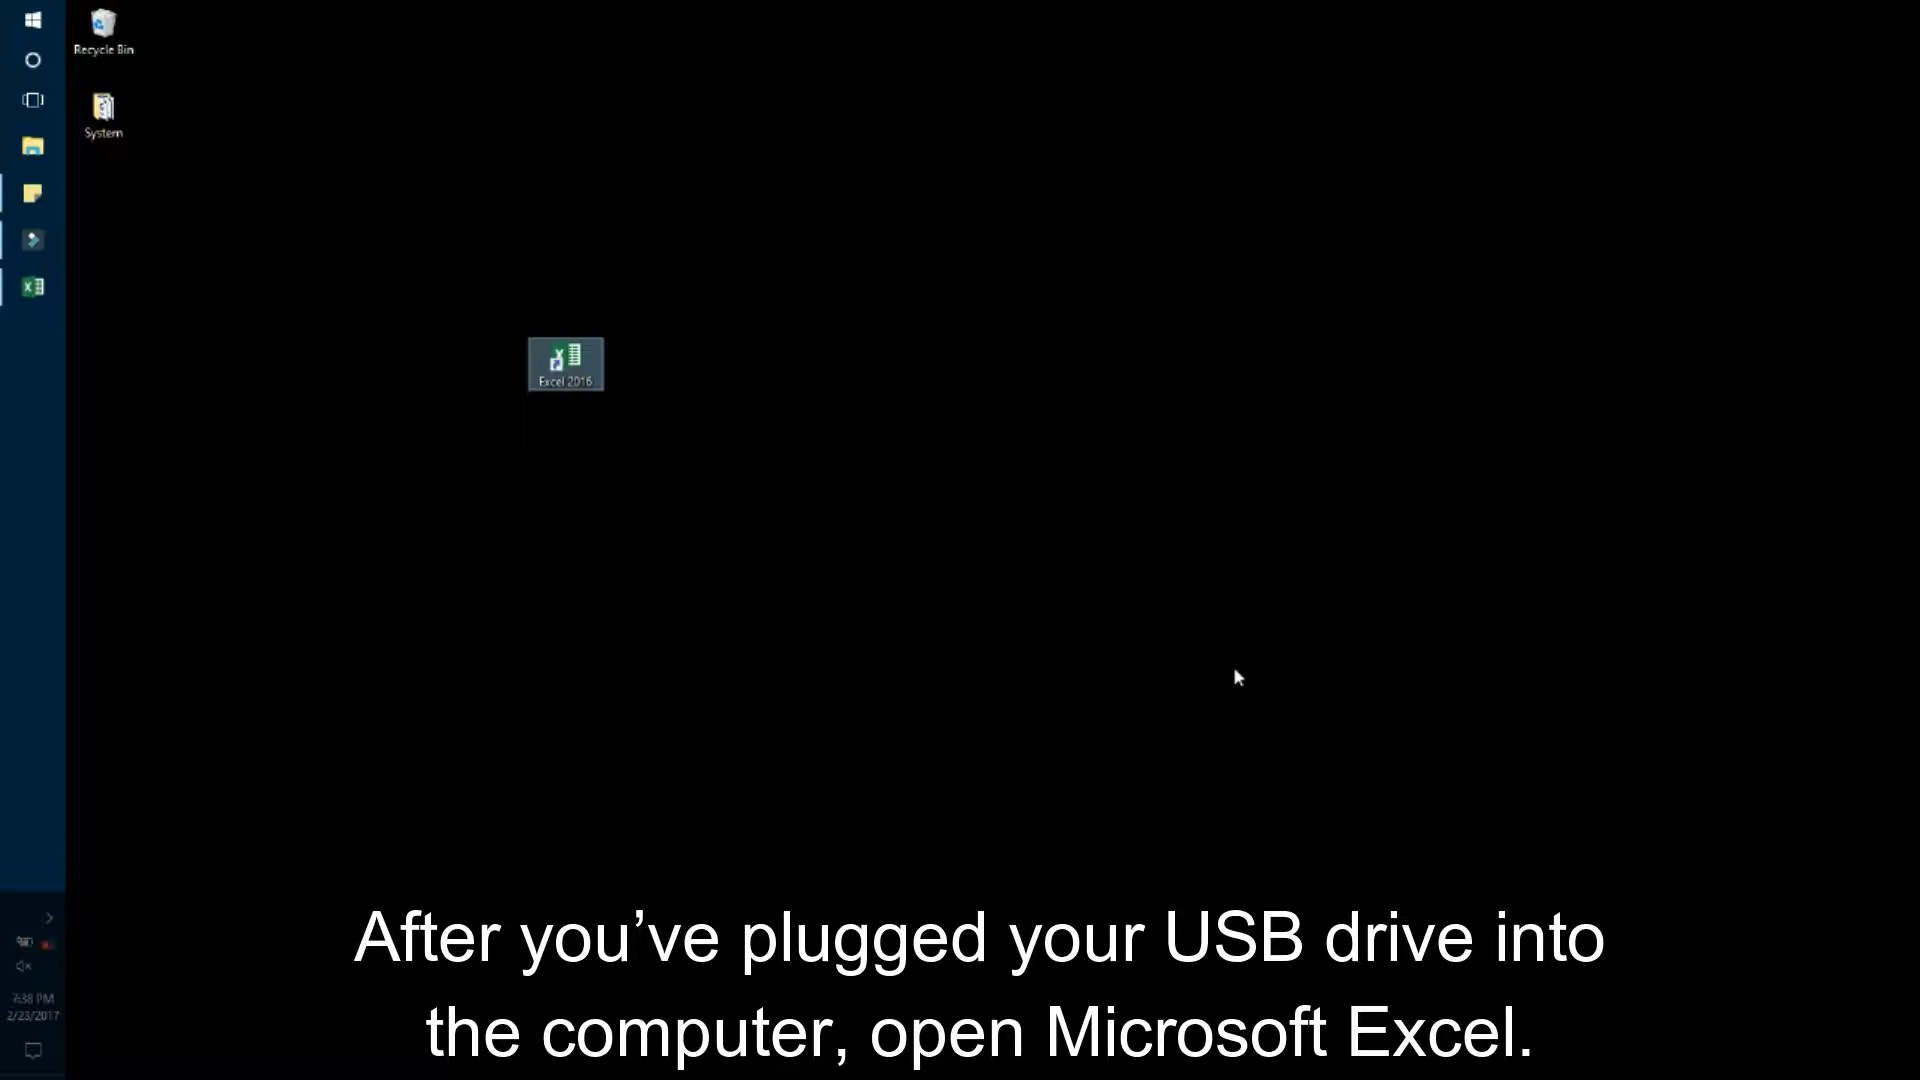 Recycle Bin
System
Excel 2016
7:38 PM
2/23/2017
After you’ve plugged your USB drive into
the computer, open Microsoft Excel.